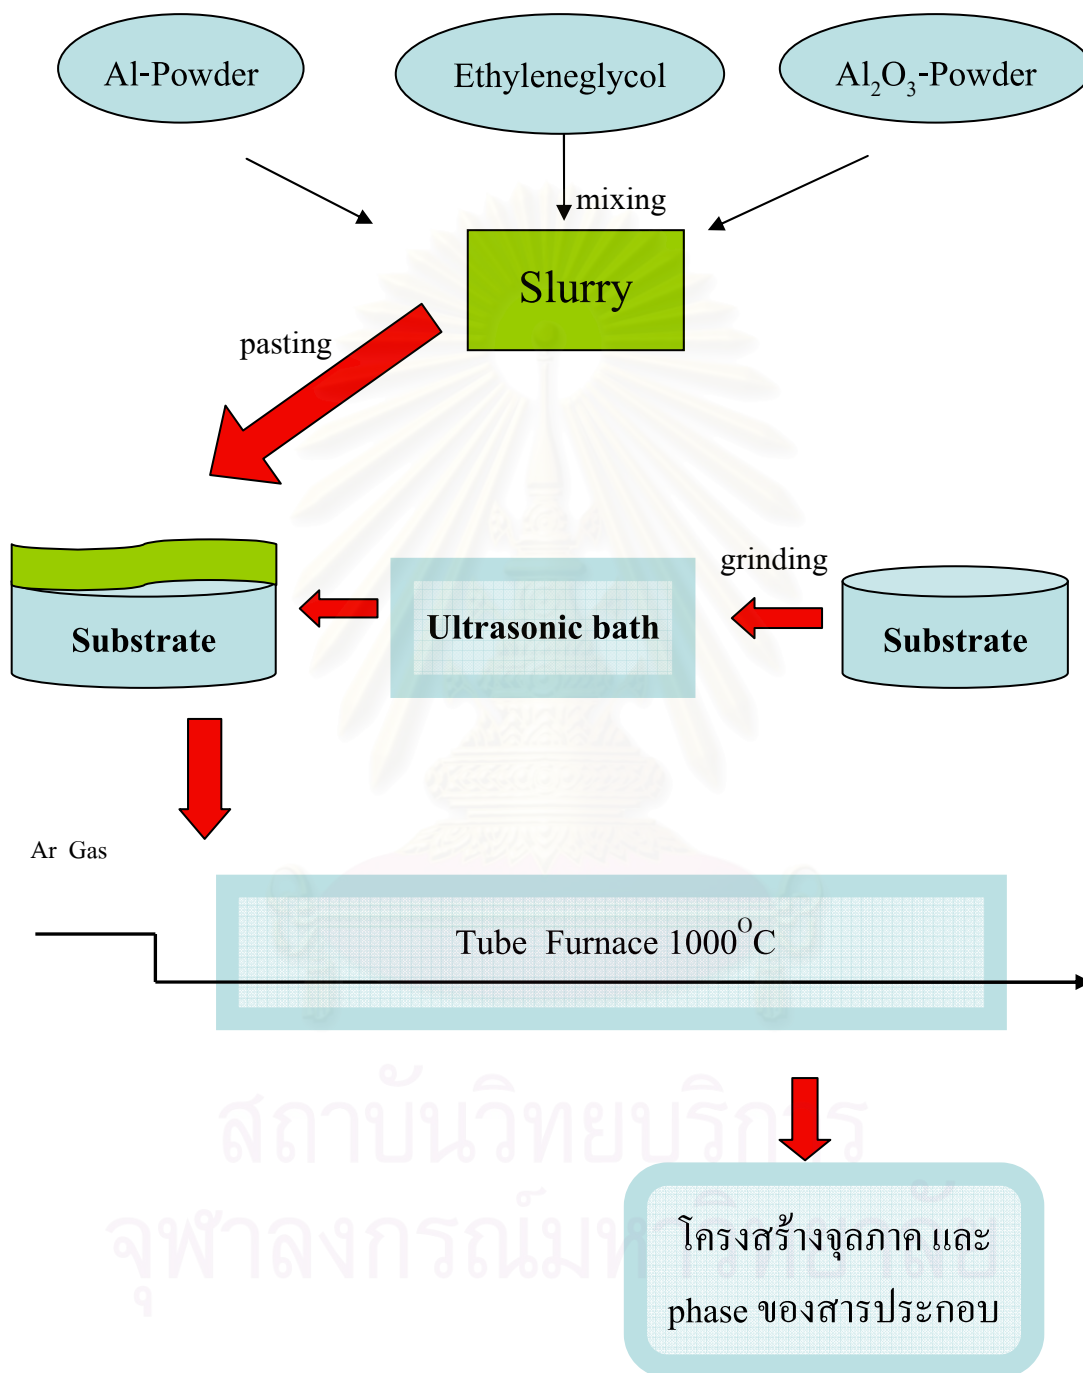 Al-Powder
Ethyleneglycol
Al₂O₃-Powder
mixing
Slurry
pasting
grinding
Substrate
Ultrasonic bath
Substrate
Ar Gas
Tube Furnace 1000°C
สถาบันวิทยบริการ
จุฬาลงกรณ์มหาวิทยาลัย
โครงสร้างจุลภาค และ
phase ของสารประกอบ